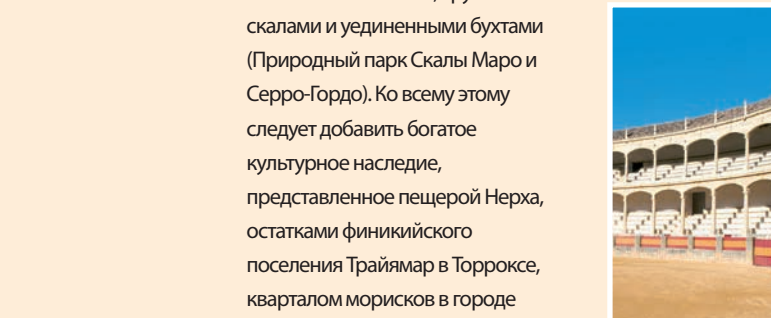 скалами и уединенными бухтами
(Природный парк Скалы Маро и
Серро-Гордо). Ко всему этому
следует добавить богатое
культурное наследие,
представленное пещерой Нерха,
остатками финикийского
поселения Трайямар в Торроксе,
кварталом морисков в городе